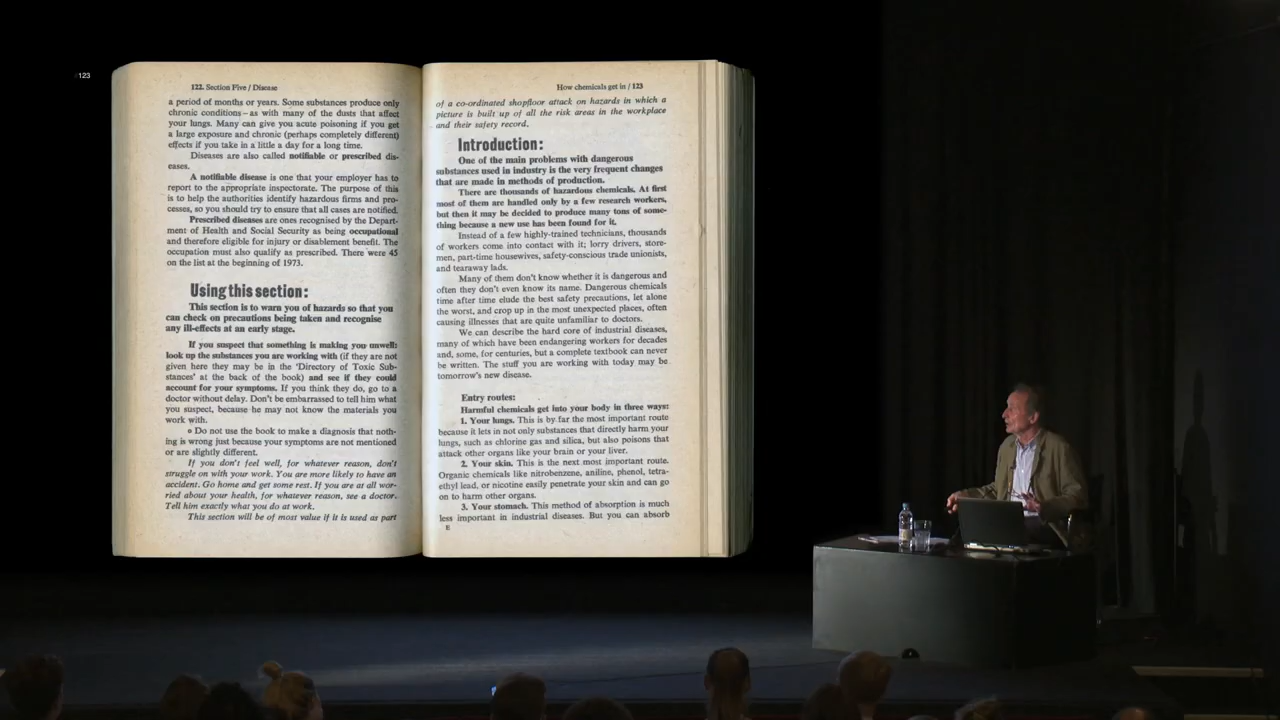 123
122. Section Five / Disease
a period of months or years. Some substances produce only
chronic conditions – as with many of the dusts that affect
your lungs. Many can give you acute poisoning if you get
a large exposure and chronic (perhaps completely different)
effects if you take in a little a day for a long time.
Diseases are also called notifiable or prescribed dis-
eases.
A notifiable disease is one that your employer has to
report to the appropriate inspectorate. The purpose of this
is to help the authorities identify hazardous firms and pro-
cesses, so you should try to ensure that all cases are notified.
Prescribed diseases are ones recognised by the Depart-
ment of Health and Social Security as being occupational
and therefore eligible for injury or disablement benefit. The
occupation must also qualify as prescribed. There were 45
on the list at the beginning of 1973.
Using this section:
This section is to warn you of hazards so that you
can check on precautions being taken and recognise
any ill-effects at an early stage.
If you suspect that something is making you unwell:
look up the substances you are working with (if they are not
given here they may be in the 'Directory of Toxic Sub-
stances' at the back of the book) and see if they could
account for your symptoms. If you think they do, go to a
doctor without delay. Don't be embarrassed to tell him what
you suspect, because he may not know the materials you
work with.
• Do not use the book to make a diagnosis that noth-
ing is wrong just because your symptoms are not mentioned
or are slightly different.
If you don't feel well, for whatever reason, don't
struggle on with your work. You are more likely to have an
accident. Go home and get some rest. If you are at all wor-
ried about your health, for whatever reason, see a doctor.
Tell him exactly what you do at work.
This section will be of most value if it is used as part
How chemicals get in / 123
of a co-ordinated shopfloor attack on hazards in which a
picture is built up of all the risk areas in the workplace
and their safety record.
Introduction:
One of the main problems with dangerous
substances used in industry is the very frequent changes
that are made in methods of production.
There are thousands of hazardous chemicals. At first
most of them are handled only by a few research workers,
but then it may be decided to produce many tons of some-
thing because a new use has been found for it.
Instead of a few highly-trained technicians, thousands
of workers come into contact with it; lorry drivers, store-
men, part-time housewives, safety-conscious trade unionists,
and tearaway lads.
Many of them don't know whether it is dangerous and
often they don't even know its name. Dangerous chemicals
time after time elude the best safety precautions, let alone
the worst, and crop up in the most unexpected places, often
causing illnesses that are quite unfamiliar to doctors.
We can describe the hard core of industrial diseases,
many of which have been endangering workers for decades
and, some, for centuries, but a complete textbook can never
be written. The stuff you are working with today may be
tomorrow's new disease.
Entry routes:
Harmful chemicals get into your body in three ways:
1. Your lungs. This is by far the most important route
because it lets in not only substances that directly harm your
lungs, such as chlorine gas and silica, but also poisons that
attack other organs like your brain or your liver.
2. Your skin. This is the next most important route.
Organic chemicals like nitrobenzene, aniline, phenol, tetra-
ethyl lead, or nicotine easily penetrate your skin and can go
on to harm other organs.
3. Your stomach. This method of absorption is much
less important in industrial diseases. But you can absorb
E